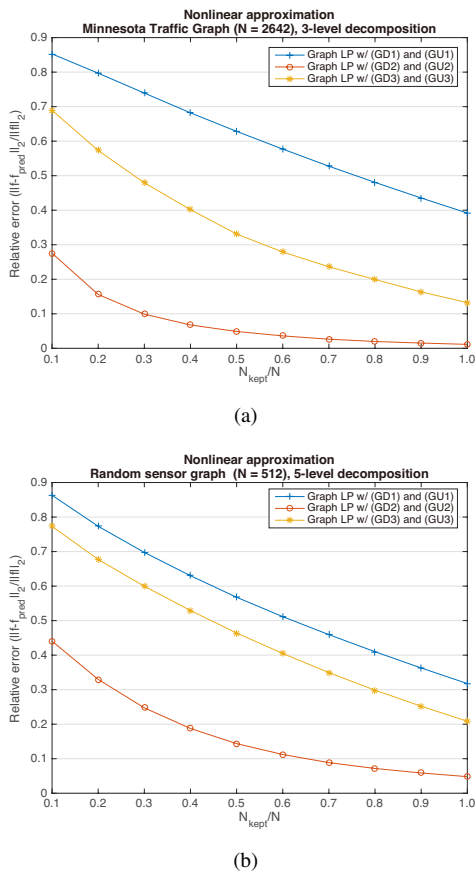 Nonlinear approximation
Minnesota Traffic Graph (N = 2642), 3-level decomposition
0.9
0.8
0.7
0.6
0.5
0.4
0.3
0.2
0.1
0
Relative error (||f-f_pred||_2/||f||_2)
Graph LP w/ (GD1) and (GU1)
Graph LP w/ (GD2) and (GU2)
Graph LP w/ (GD3) and (GU3)
0.1 0.2 0.3 0.4 0.5 0.6 0.7 0.8 0.9 1.0
N_kept/N
(a)
Nonlinear approximation
Random sensor graph (N = 512), 5-level decomposition
0.9
0.8
0.7
0.6
0.5
0.4
0.3
0.2
0.1
0
Relative error (||f-f_pred||_2/||f||_2)
Graph LP w/ (GD1) and (GU1)
Graph LP w/ (GD2) and (GU2)
Graph LP w/ (GD3) and (GU3)
0.1 0.2 0.3 0.4 0.5 0.6 0.7 0.8 0.9 1.0
N_kept/N
(b)